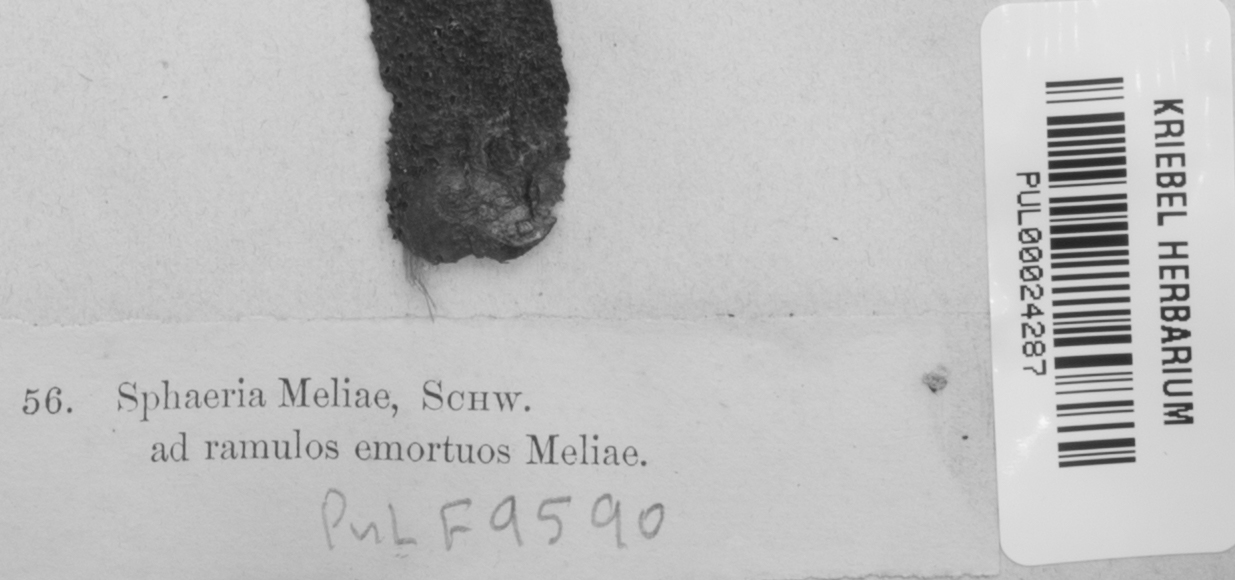 56. Sphaeria Meliae, Schw.
ad ramulos emortuos Meliae.
PUL F9590
KRIEBEL HERBARIUM
PUL00024287